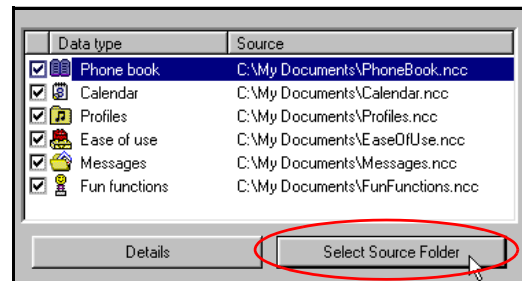 Data type Source
Phone book C:\My Documents\PhoneBook.ncc
Calendar C:\My Documents\Calendar.ncc
Profiles C:\My Documents\Profiles.ncc
Ease of use C:\My Documents\EaseOfUse.ncc
Messages C:\My Documents\Messages.ncc
Fun functions C:\My Documents\FunFunctions.ncc
Details Select Source Folder